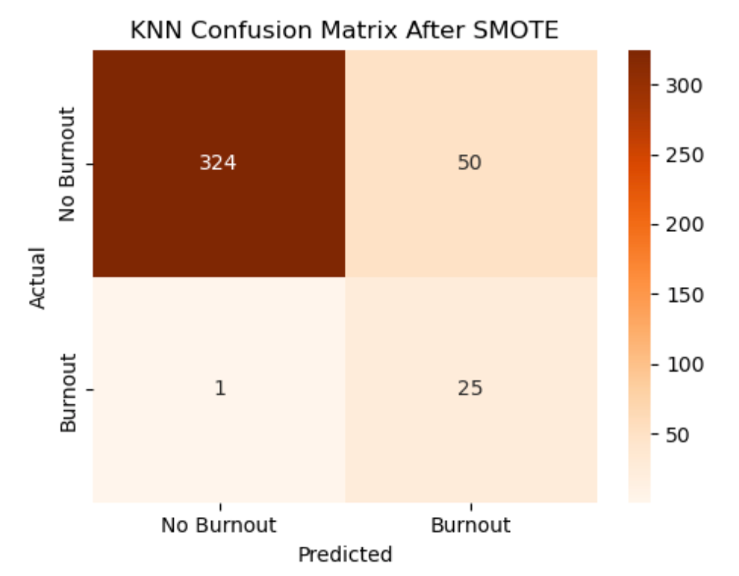 KNN Confusion Matrix After SMOTE
No Burnout
324
50
Burnout
1
25
Actual
No Burnout
Burnout
Predicted
300
250
200
150
100
50